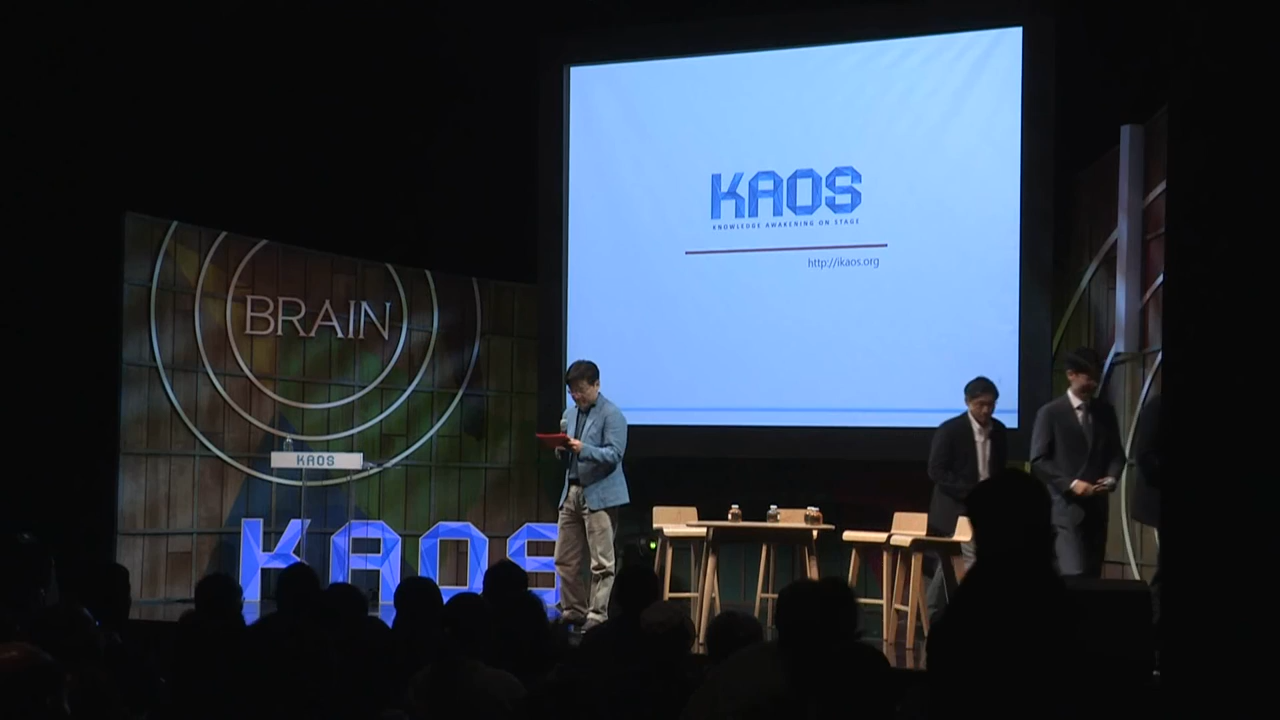 KAOS
KNOWLEDGE AWAKENING ON STAGE
http://ikaos.org
BRAIN
KAOS
KAOS